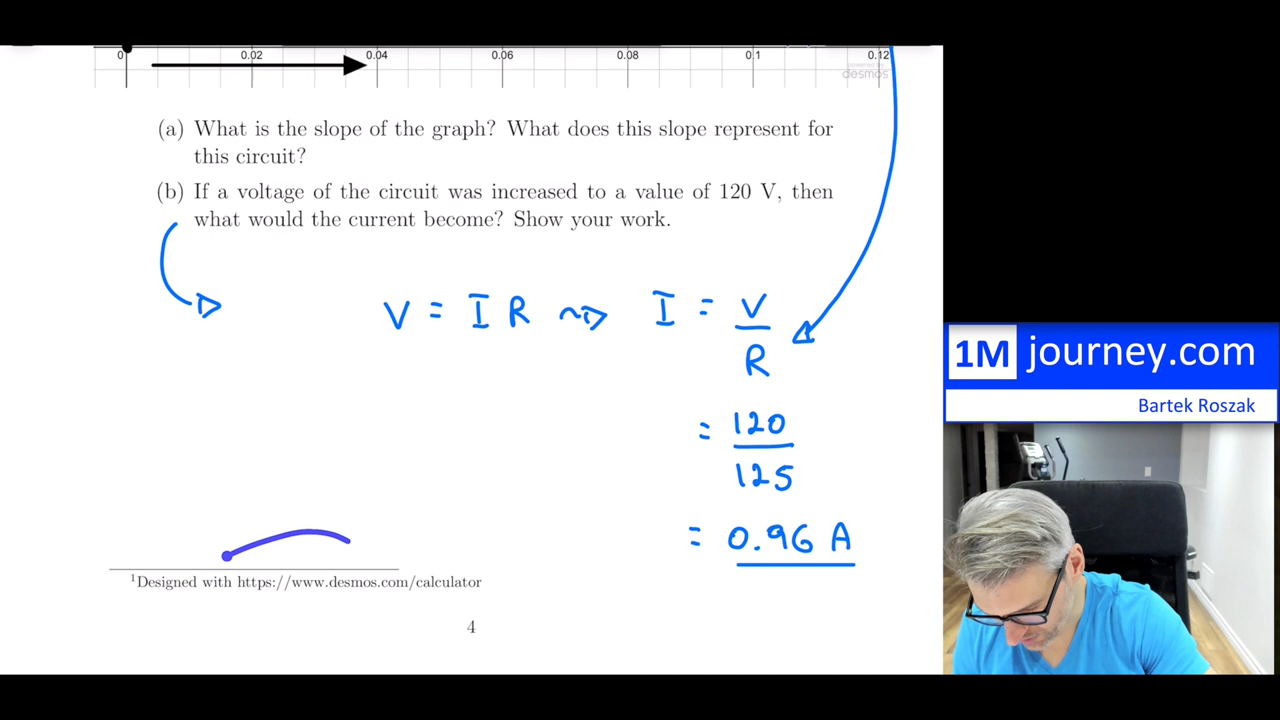 0 0.02 0.04 0.06 0.08 0.1 0.12
powered by
desmos
(a) What is the slope of the graph? What does this slope represent for
this circuit?
(b) If a voltage of the circuit was increased to a value of 120 V, then
what would the current become? Show your work.
V = I R ⇝ I = V
R
= 120
125
= 0.96 A
1Designed with https://www.desmos.com/calculator
4
1M journey.com
Bartek Roszak